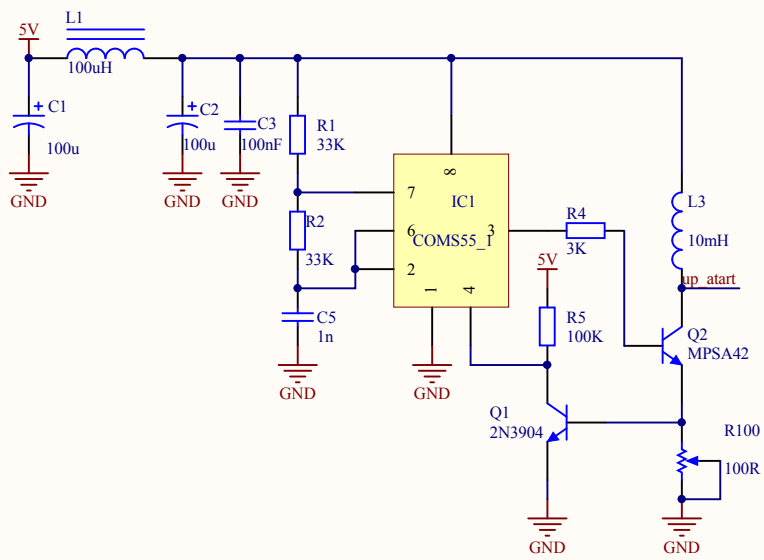 5V
L1
100uH
C1
100u
GND
C2
100u
GND
C3
100nF
GND
R1
33K
R2
33K
C5
1n
GND
8
7
IC1
6
COMS55_1
3
2
1
4
GND
R4
3K
5V
R5
100K
L3
10mH
up_atart
Q2
MPSA42
Q1
2N3904
GND
R100
100R
GND